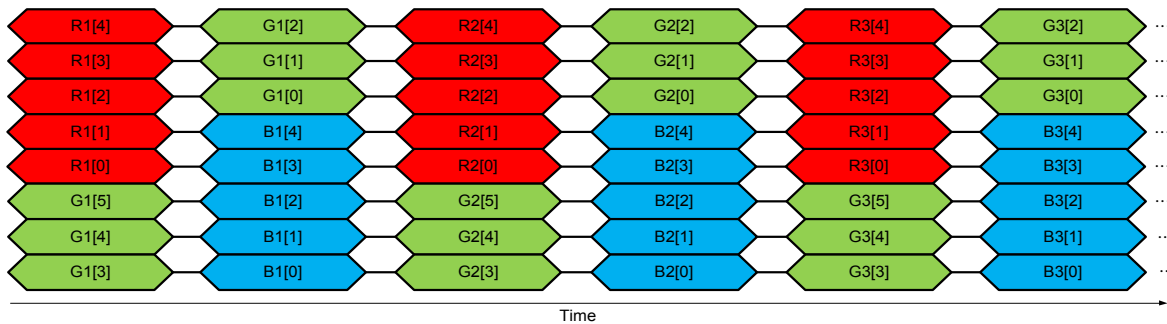 R1[4] G1[2] R2[4] G2[2] R3[4] G3[2] ...
R1[3] G1[1] R2[3] G2[1] R3[3] G3[1] ...
R1[2] G1[0] R2[2] G2[0] R3[2] G3[0] ...
R1[1] B1[4] R2[1] B2[4] R3[1] B3[4] ...
R1[0] B1[3] R2[0] B2[3] R3[0] B3[3] ...
G1[5] B1[2] G2[5] B2[2] G3[5] B3[2] ...
G1[4] B1[1] G2[4] B2[1] G3[4] B3[1] ...
G1[3] B1[0] G2[3] B2[0] G3[3] B3[0] ...
Time